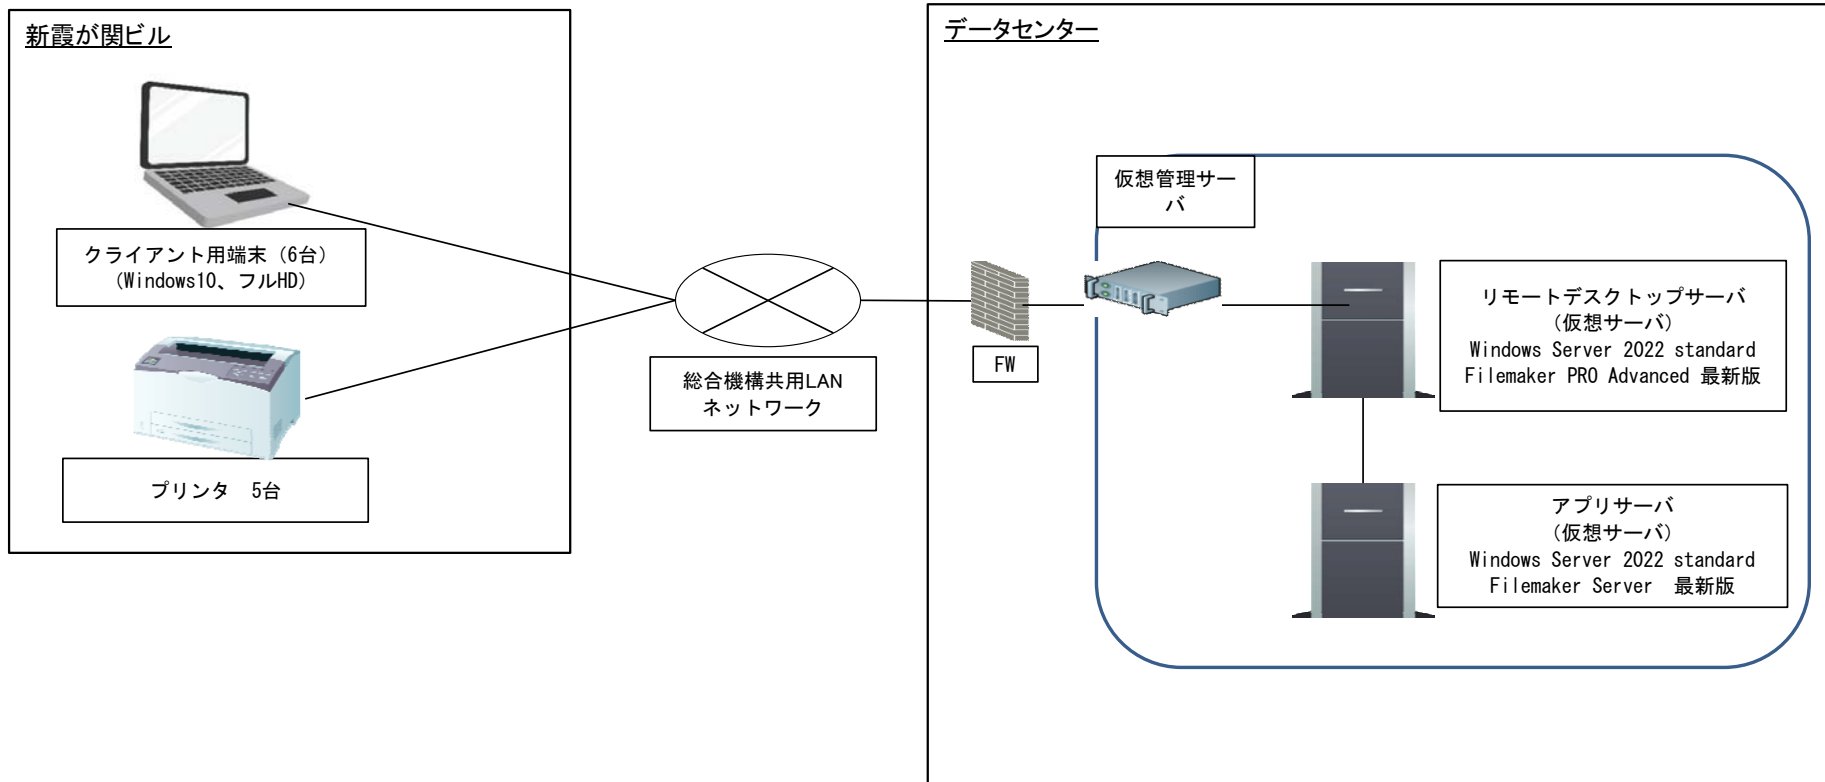 新霞が関ビル
クライアント用端末（6台）
（Windows10、フルHD）
プリンタ　5台
総合機構共用LAN
ネットワーク
データセンター
FW
仮想管理サー
バ
リモートデスクトップサーバ
（仮想サーバ）
Windows Server 2022 standard
Filemaker PRO Advanced 最新版
アプリサーバ
（仮想サーバ）
Windows Server 2022 standard
Filemaker Server　最新版